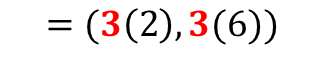 = (3(2), 3(6))